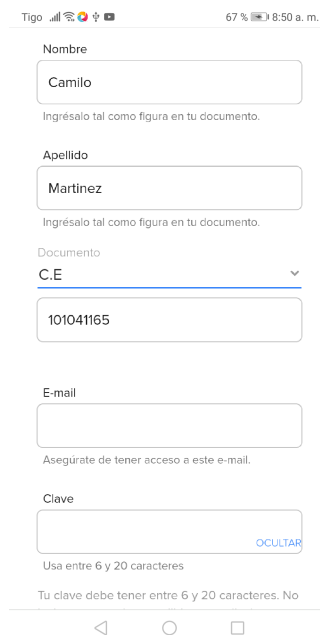 Tigo 67 % 8:50 a. m.
Nombre
Camilo
Ingrésalo tal como figura en tu documento.
Apellido
Martinez
Ingrésalo tal como figura en tu documento.
Documento
C.E
101041165
E-mail
Asegúrate de tener acceso a este e-mail.
Clave
OCULTAR
Usa entre 6 y 20 caracteres
Tu clave debe tener entre 6 y 20 caracteres. No